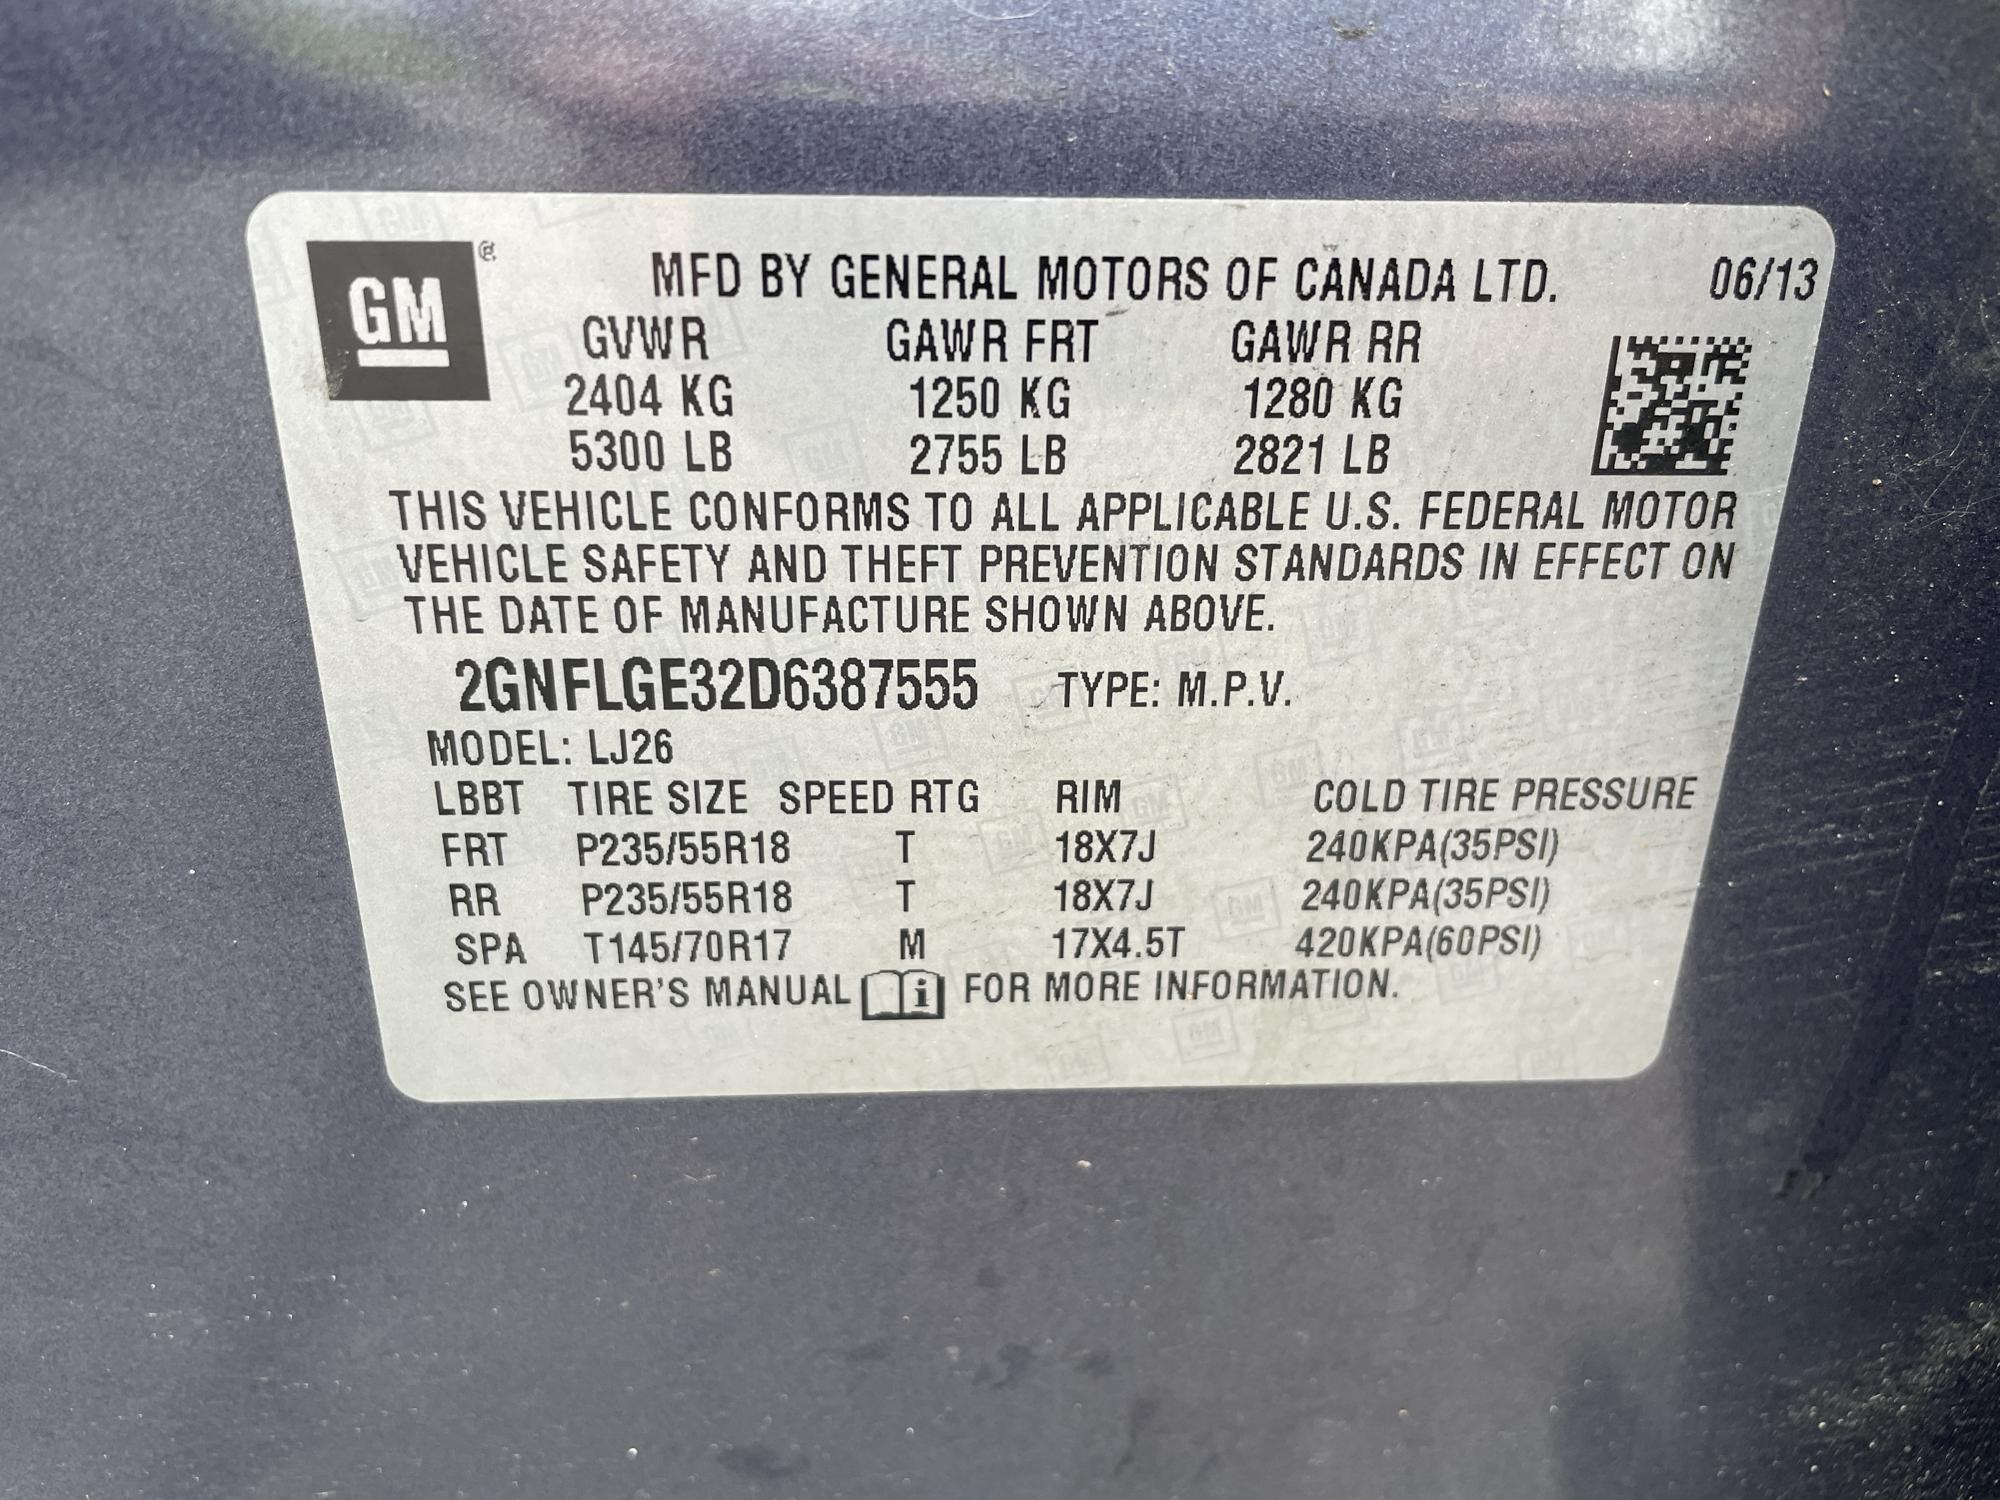 GM ®
MFD BY GENERAL MOTORS OF CANADA LTD. 06/13
GVWR GAWR FRT GAWR RR
2404 KG 1250 KG 1280 KG
5300 LB 2755 LB 2821 LB
THIS VEHICLE CONFORMS TO ALL APPLICABLE U.S. FEDERAL MOTOR
VEHICLE SAFETY AND THEFT PREVENTION STANDARDS IN EFFECT ON
THE DATE OF MANUFACTURE SHOWN ABOVE.
2GNFLGE32D6387555 TYPE: M.P.V.
MODEL: LJ26
LBBT TIRE SIZE SPEED RTG RIM COLD TIRE PRESSURE
FRT P235/55R18 T 18X7J 240KPA(35PSI)
RR P235/55R18 T 18X7J 240KPA(35PSI)
SPA T145/70R17 M 17X4.5T 420KPA(60PSI)
SEE OWNER'S MANUAL i FOR MORE INFORMATION.